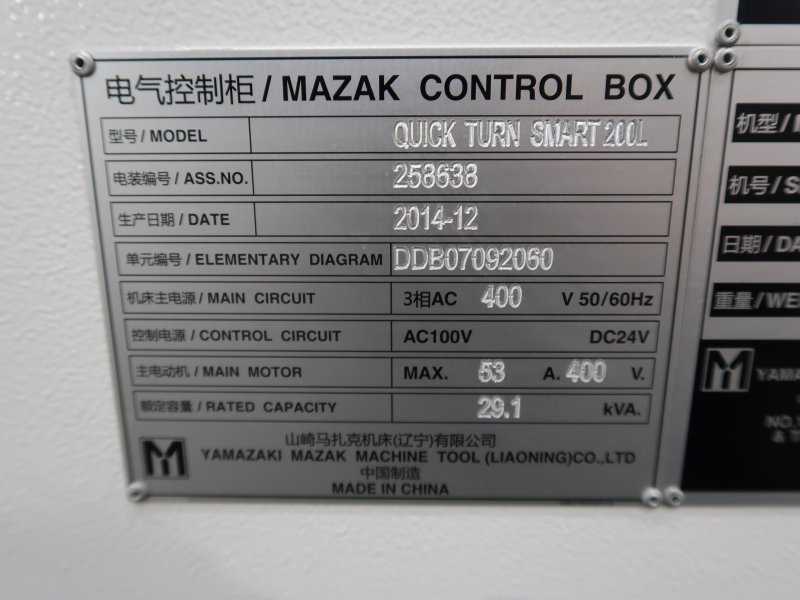 电气控制柜 / MAZAK CONTROL BOX
型号 / MODEL QUICK TURN SMART 200L
电装编号 / ASS.NO. 258638
生产日期 / DATE 2014-12
单元编号 / ELEMENTARY DIAGRAM DDB07092060
机床主电源 / MAIN CIRCUIT 3相AC 400 V 50/60Hz
控制电源 / CONTROL CIRCUIT AC100V DC24V
主电动机 / MAIN MOTOR MAX. 53 A. 400 V.
额定容量 / RATED CAPACITY 29.1 kVA.
山崎马扎克机床(辽宁)有限公司
YAMAZAKI MAZAK MACHINE TOOL (LIAONING)CO.,LTD
中国制造
MADE IN CHINA
机型 /
机号 / S
日期 / DA
重量 / WE
YAMA
NO.